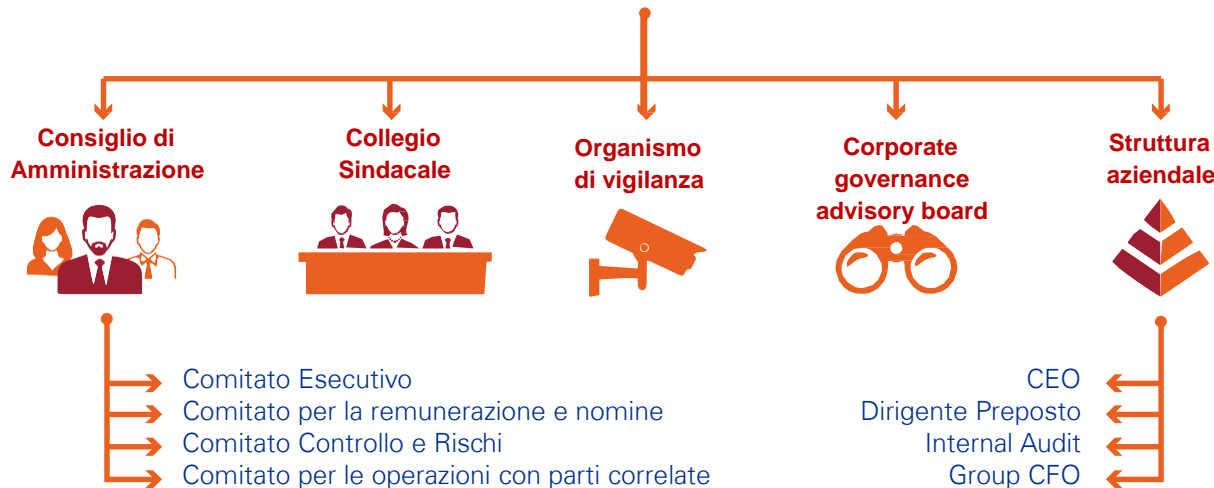 Consiglio di
Amministrazione
Collegio
Sindacale
Organismo
di vigilanza
Corporate
governance
advisory board
Struttura
aziendale
Comitato Esecutivo
Comitato per la remunerazione e nomine
Comitato Controllo e Rischi
Comitato per le operazioni con parti correlate
CEO
Dirigente Preposto
Internal Audit
Group CFO